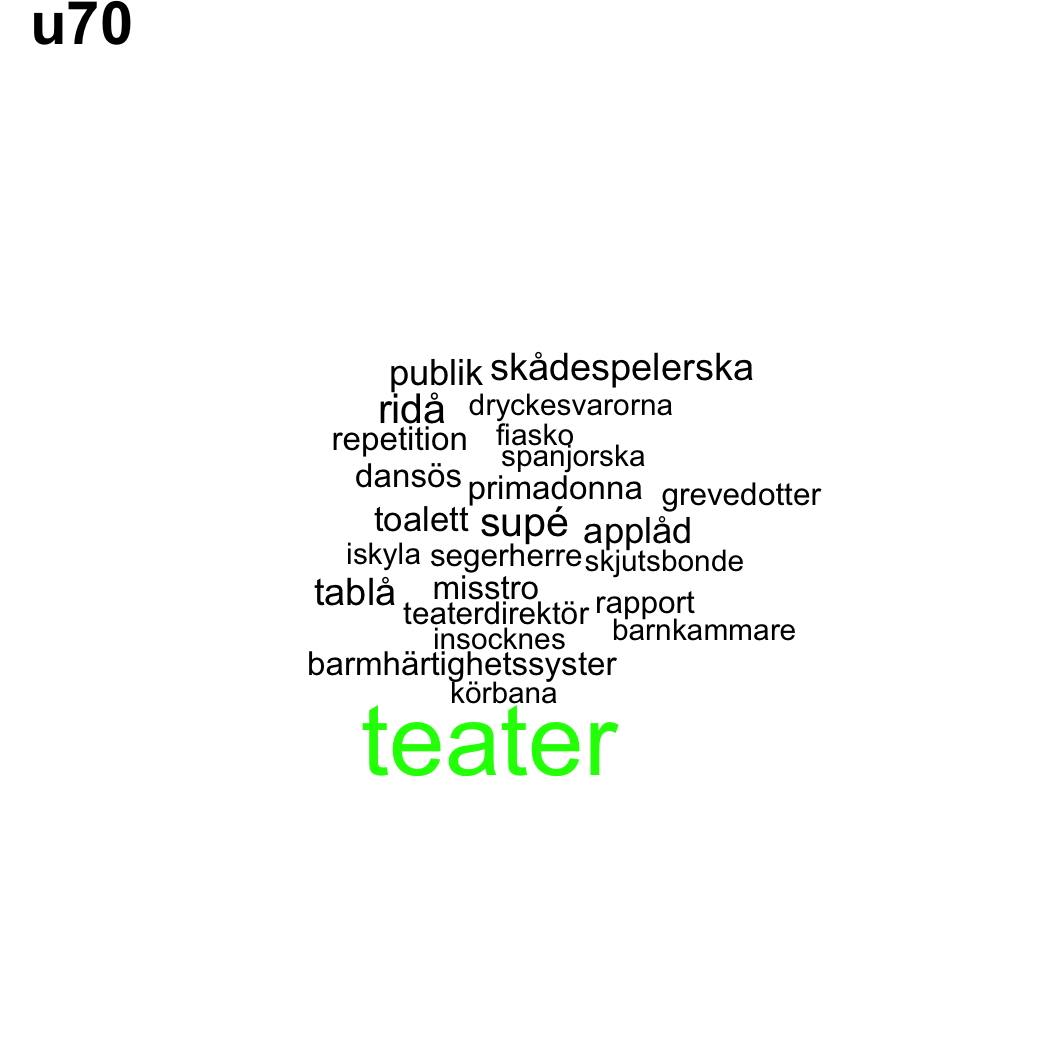 u70
publik skådespelerska
ridå dryckesvarorna
repetition fiasko
spanjorska
dansös primadonna grevedotter
toalett supé applåd
iskyla segerherre skjutsbonde
tablå misstro rapport
teaterdirektör barnkammare
insocknes
barmhärtighetssyster
körbana
teater